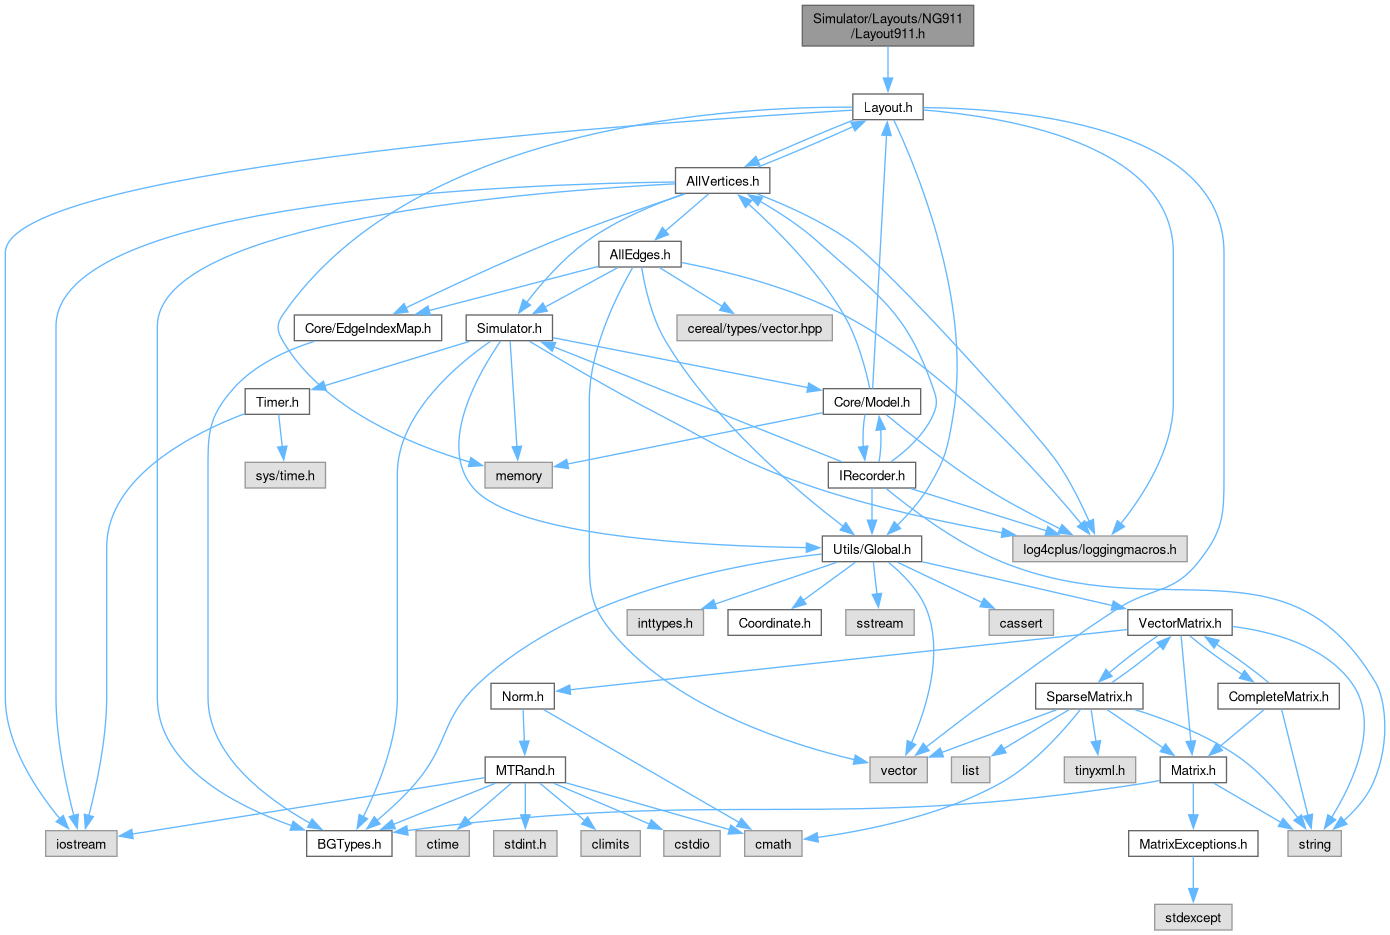 Simulator/Layouts/NG911
/Layout911.h
Layout.h
AllVertices.h
AllEdges.h
Core/EdgeIndexMap.h
Simulator.h
cereal/types/vector.hpp
Timer.h
Core/Model.h
sys/time.h
memory
IRecorder.h
Utils/Global.h
log4cplus/loggingmacros.h
inttypes.h
Coordinate.h
sstream
cassert
VectorMatrix.h
Norm.h
SparseMatrix.h
CompleteMatrix.h
MTRand.h
vector
list
tinyxml.h
Matrix.h
iostream
BGTypes.h
ctime
stdint.h
climits
cstdio
cmath
MatrixExceptions.h
string
stdexcept